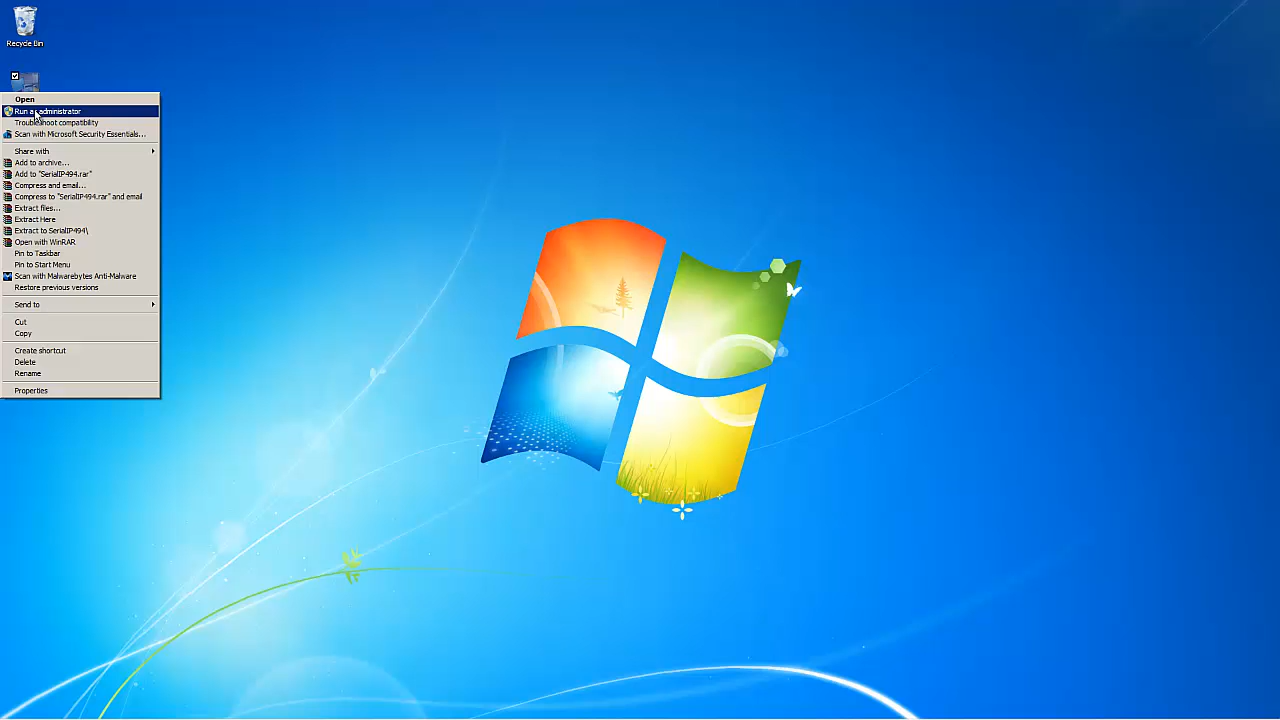 Recycle Bin
Open
Run as administrator
Troubleshoot compatibility
Scan with Microsoft Security Essentials...
Share with
Add to archive...
Add to "SerialIP494.rar"
Compress and email...
Compress to "SerialIP494.rar" and email
Extract files...
Extract Here
Extract to SerialIP494\
Open with WinRAR
Pin to Taskbar
Pin to Start Menu
Scan with Malwarebytes Anti-Malware
Restore previous versions
Send to
Cut
Copy
Create shortcut
Delete
Rename
Properties